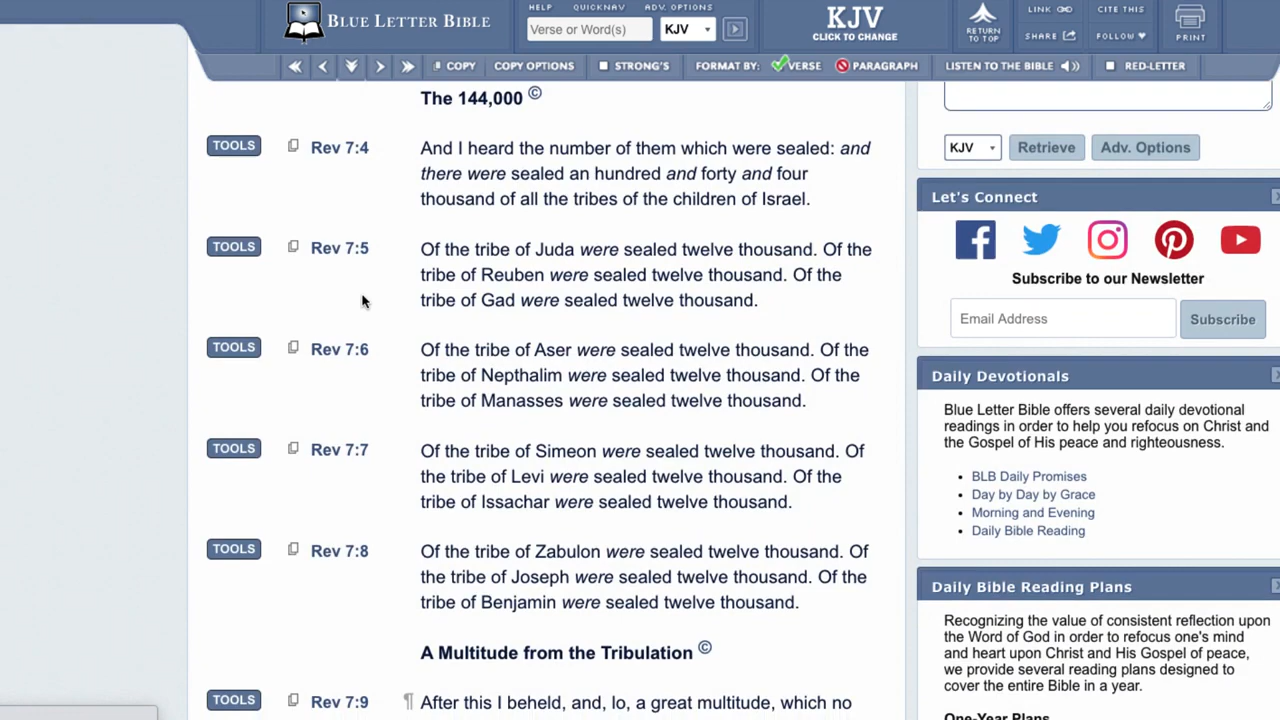 BLUE LETTER BIBLE
HELP QUICKNAV ADV. OPTIONS
Verse or Word(s) KJV
KJV
CLICK TO CHANGE
RETURN
TO TOP
LINK CITE THIS
SHARE FOLLOW
PRINT
COPY COPY OPTIONS STRONG'S FORMAT BY: VERSE PARAGRAPH LISTEN TO THE BIBLE RED-LETTER
The 144,000 ©
TOOLS Rev 7:4 And I heard the number of them which were sealed: and
there were sealed an hundred and forty and four
thousand of all the tribes of the children of Israel.
TOOLS Rev 7:5 Of the tribe of Juda were sealed twelve thousand. Of the
tribe of Reuben were sealed twelve thousand. Of the
tribe of Gad were sealed twelve thousand.
TOOLS Rev 7:6 Of the tribe of Aser were sealed twelve thousand. Of the
tribe of Nepthalim were sealed twelve thousand. Of the
tribe of Manasses were sealed twelve thousand.
TOOLS Rev 7:7 Of the tribe of Simeon were sealed twelve thousand. Of
the tribe of Levi were sealed twelve thousand. Of the
tribe of Issachar were sealed twelve thousand.
TOOLS Rev 7:8 Of the tribe of Zabulon were sealed twelve thousand. Of
the tribe of Joseph were sealed twelve thousand. Of the
tribe of Benjamin were sealed twelve thousand.
A Multitude from the Tribulation ©
TOOLS Rev 7:9 ¶ After this I beheld, and, lo, a great multitude, which no
KJV Retrieve Adv. Options
Let's Connect
Subscribe to our Newsletter
Email Address Subscribe
Daily Devotionals
Blue Letter Bible offers several daily devotional
readings in order to help you refocus on Christ and
the Gospel of His peace and righteousness.
• BLB Daily Promises
• Day by Day by Grace
• Morning and Evening
• Daily Bible Reading
Daily Bible Reading Plans
Recognizing the value of consistent reflection upon
the Word of God in order to refocus one's mind
and heart upon Christ and His Gospel of peace,
we provide several reading plans designed to
cover the entire Bible in a year.
One-Year Plans